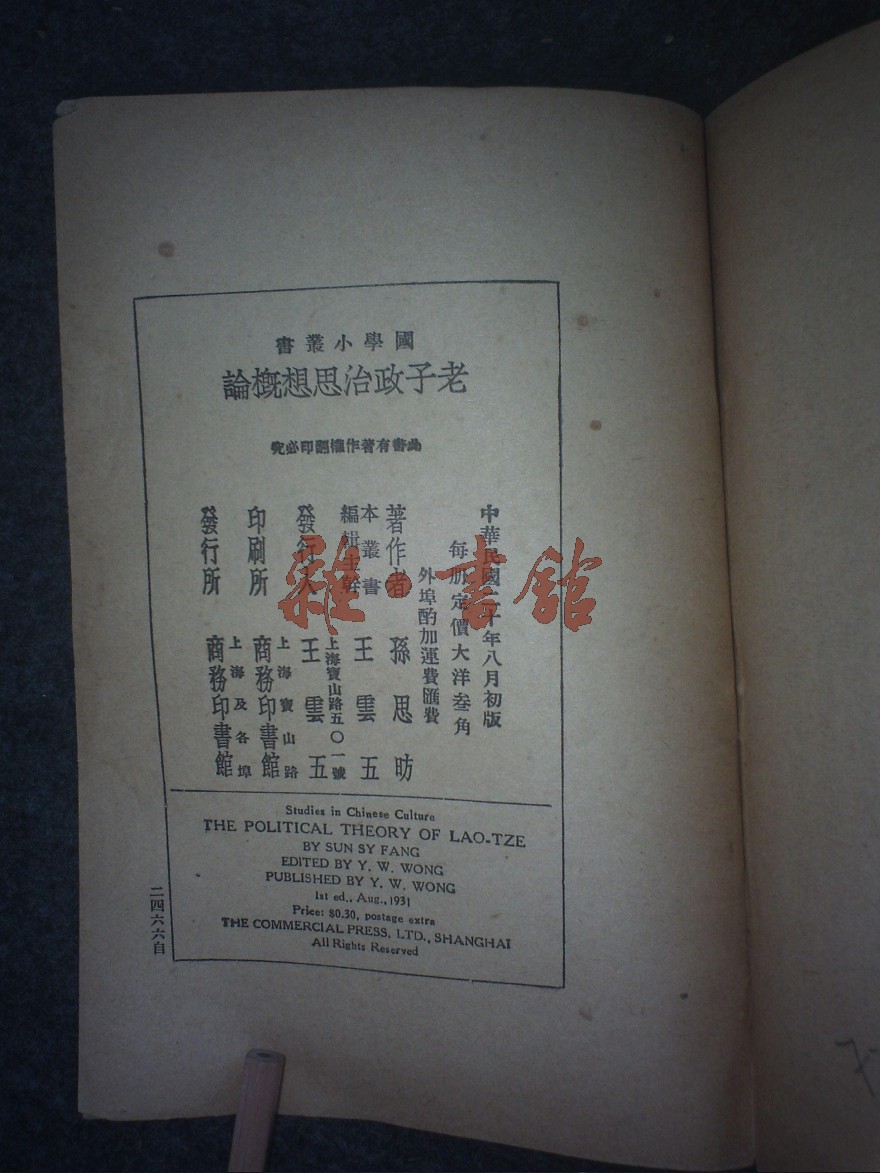 國學小叢書
老子政治思想概論
此書有著作權翻印必究
中華民國二十年八月初版
每册定價大洋叁角
外埠酌加運費匯費
著作者 孫思昉
本叢書編輯主幹 王雲五
發行人 上海寶山路五〇一號 王雲五
印刷所 上海寶山路 商務印書館
發行所 上海及各埠 商務印書館
Studies in Chinese Culture
THE POLITICAL THEORY OF LAO-TZE
BY SUN SY FANG
EDITED BY Y. W. WONG
PUBLISHED BY Y. W. WONG
1st ed., Aug., 1931
Price: $0.30, postage extra
THE COMMERCIAL PRESS, LTD., SHANGHAI
All Rights Reserved
二四六六自
雜·書館